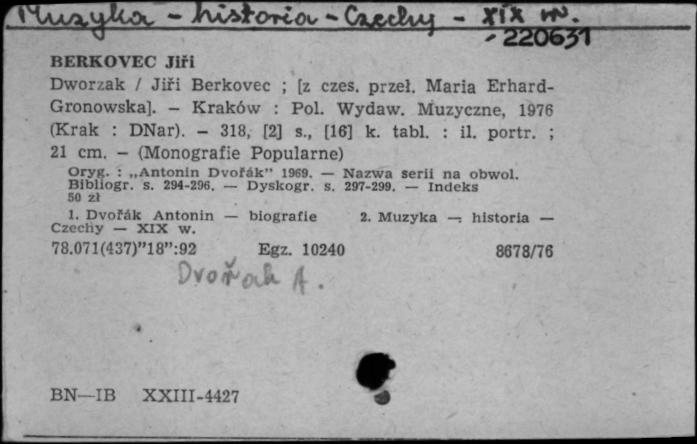 Muzyka - historia - Czechy - XIX w.
220631
BERKOVEC Jiří
Dworzak / Jiří Berkovec ; [z czes. przeł. Maria Erhard-
Gronowska]. — Kraków : Pol. Wydaw. Muzyczne, 1976
(Krak : DNar). — 318, [2] s., [16] k. tabl. : il. portr. ;
21 cm. — (Monografie Popularne)
Oryg. : „Antonin Dvořák” 1969. — Nazwa serii na obwol.
Bibliogr. s. 294-296. — Dyskogr. s. 297-299. — Indeks
50 zł
1. Dvořák Antonin — biografie 2. Muzyka — historia —
Czechy — XIX w.
78.071(437)”18”:92 Egz. 10240 8678/76
Dvořak A.
BN—IB XXIII-4427